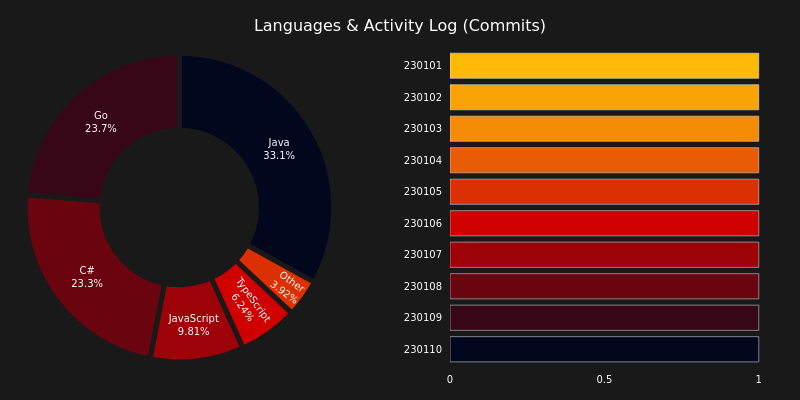 Languages & Activity Log (Commits)
Go
23.7%
Java
33.1%
C#
23.3%
JavaScript
9.81%
TypeScript
6.24%
Other
3.92%
230101
230102
230103
230104
230105
230106
230107
230108
230109
230110
0
0.5
1